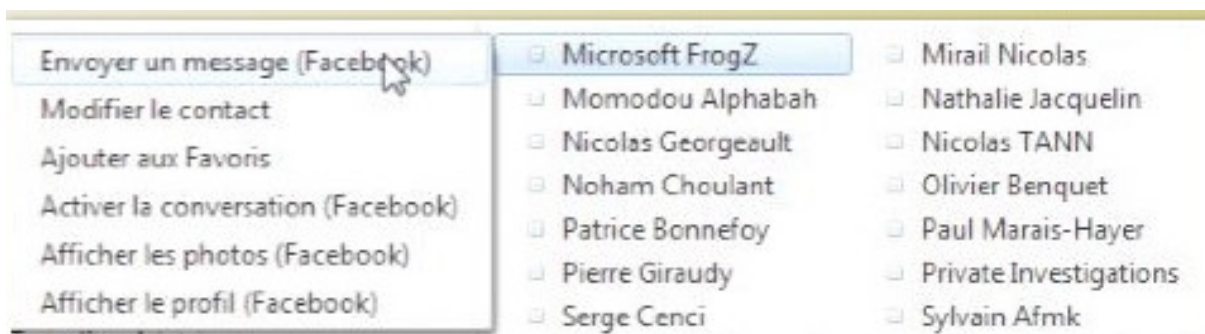 Envoyer un message (Facebook)
Modifier le contact
Ajouter aux Favoris
Activer la conversation (Facebook)
Afficher les photos (Facebook)
Afficher le profil (Facebook)
Microsoft FrogZ
Momodou Alphabah
Nicolas Georgeault
Noham Choulant
Patrice Bonnefoy
Pierre Giraudy
Serge Cenci
Mirail Nicolas
Nathalie Jacquelin
Nicolas TANN
Olivier Benquet
Paul Marais-Hayer
Private Investigations
Sylvain Afmk